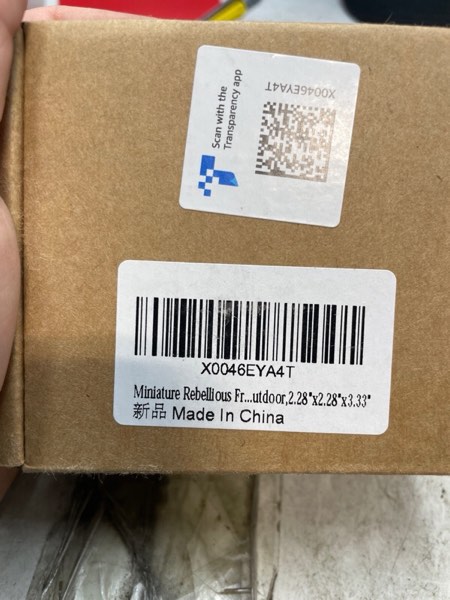 Scan with the
Transparency app
X0046EYA4T
X0046EYA4T
Miniature Rebellious Fr...utdoor,2.28"x2.28"x3.33"
新品 Made In China